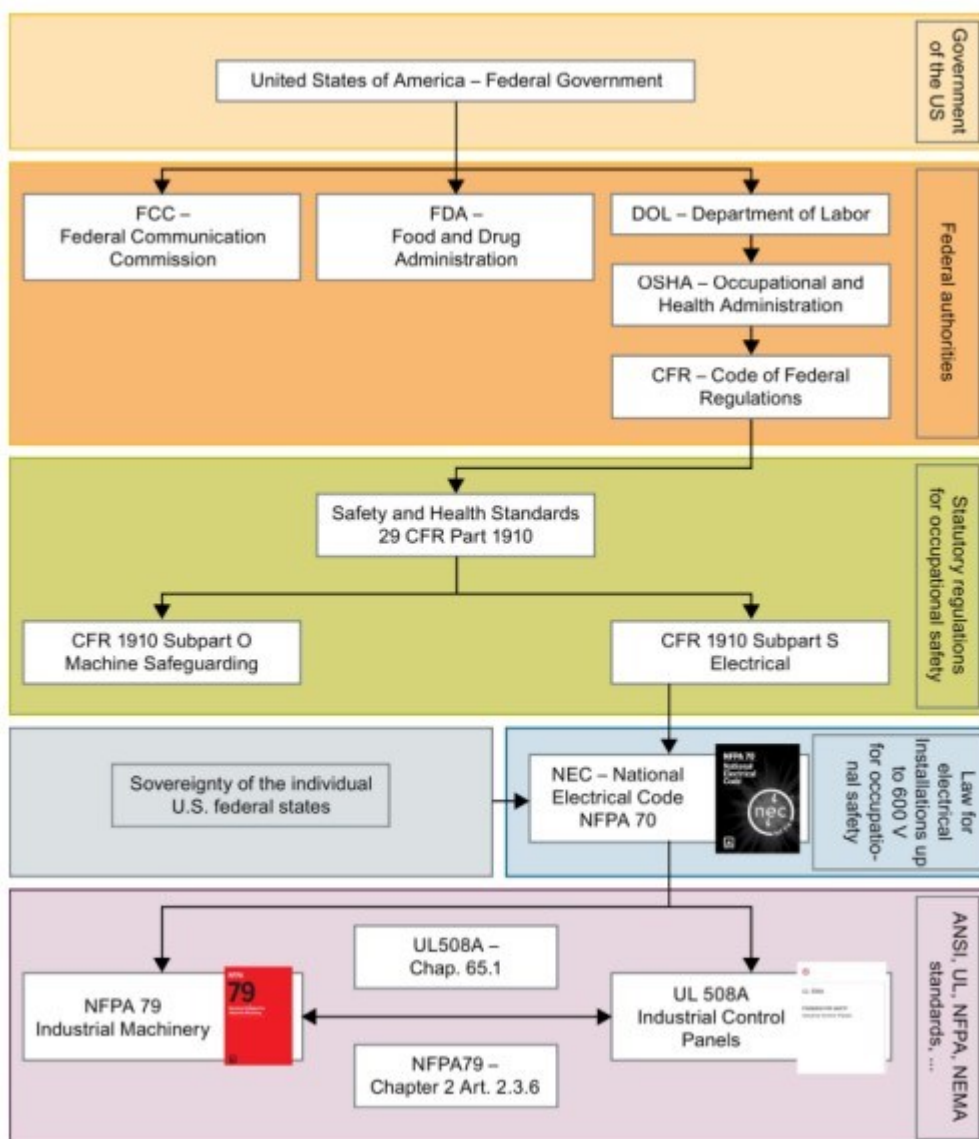 United States of America – Federal Government
Government
of the US
FCC –
Federal Communication
Commission
FDA –
Food and Drug
Administration
DOL – Department of Labor
OSHA – Occupational and
Health Administration
CFR – Code of Federal
Regulations
Federal authorities
Safety and Health Standards
29 CFR Part 1910
CFR 1910 Subpart O
Machine Safeguarding
CFR 1910 Subpart S
Electrical
Statutory regulations
for occupational safety
Sovereignty of the individual
U.S. federal states
NEC – National
Electrical Code
NFPA 70
NFPA 70
National
Electrical
Code
nec
Law for
electrical
Installations up
to 600 V
for occupatio-
nal safety
UL508A –
Chap. 65.1
NFPA 79
Industrial Machinery
NFPA
79
UL 508A
Industrial Control
Panels
NFPA79 –
Chapter 2 Art. 2.3.6
ANSI, UL, NFPA, NEMA
standards, ...